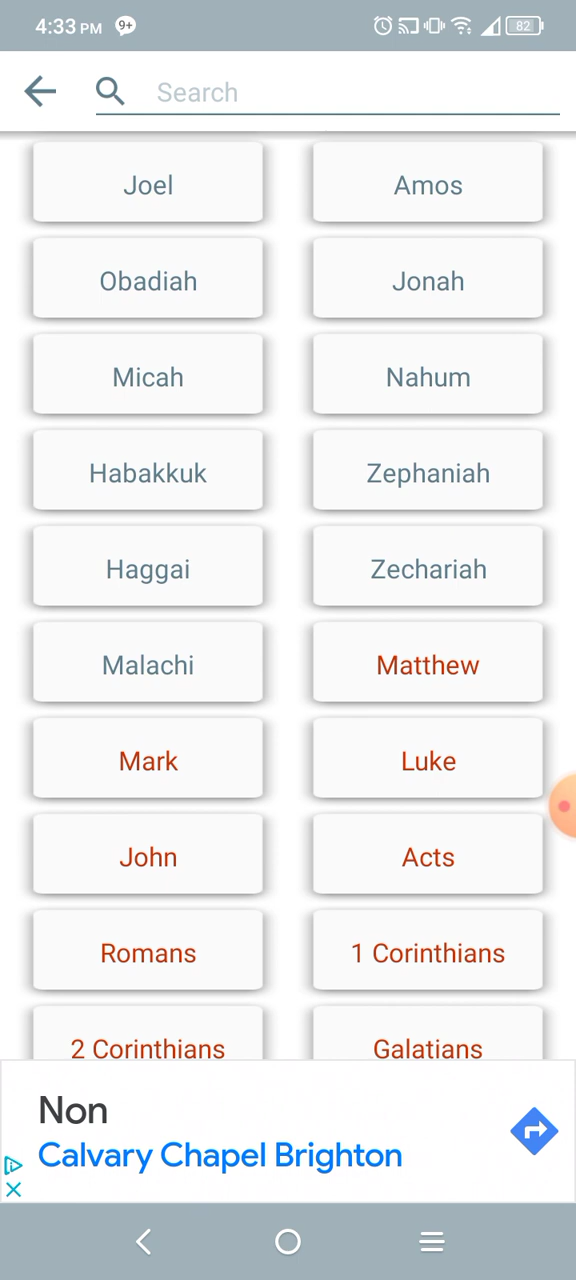 4:33 PM 9+ 82
Search
Joel Amos
Obadiah Jonah
Micah Nahum
Habakkuk Zephaniah
Haggai Zechariah
Malachi Matthew
Mark Luke
John Acts
Romans 1 Corinthians
2 Corinthians Galatians
Non
Calvary Chapel Brighton